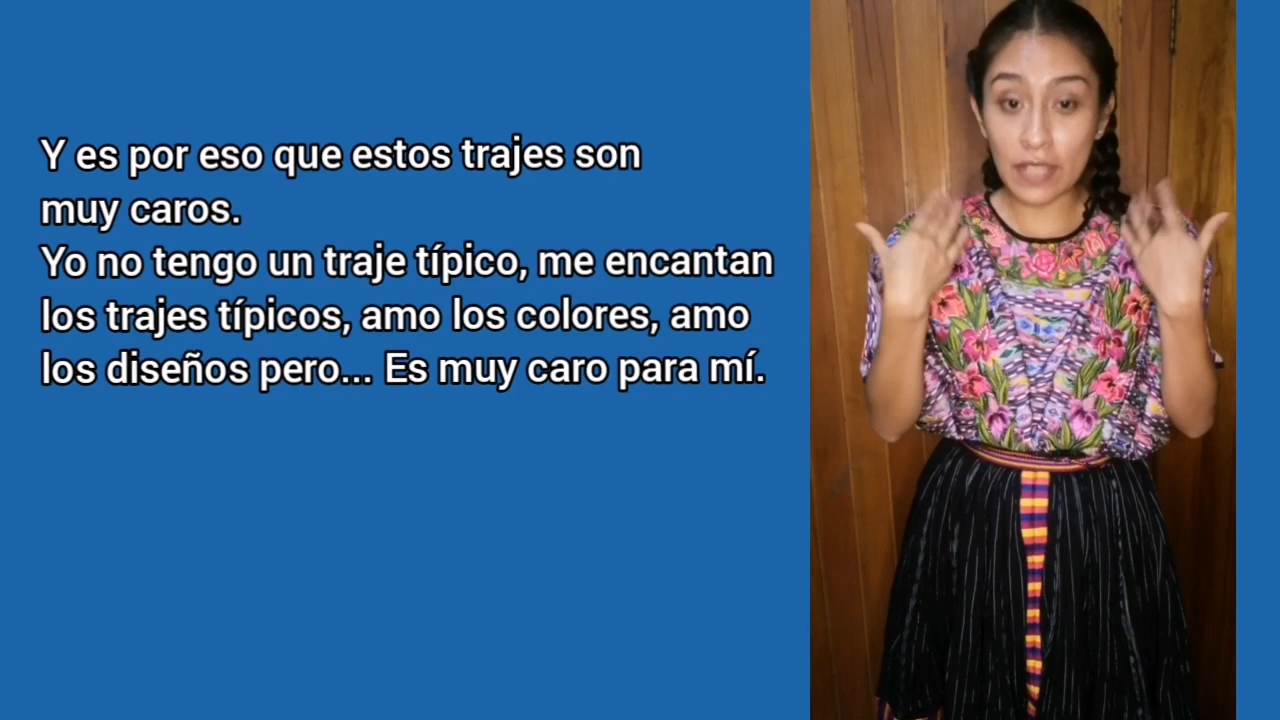 Y es por eso que estos trajes son
muy caros.
Yo no tengo un traje típico, me encantan
los trajes típicos, amo los colores, amo
los diseños pero... Es muy caro para mí.